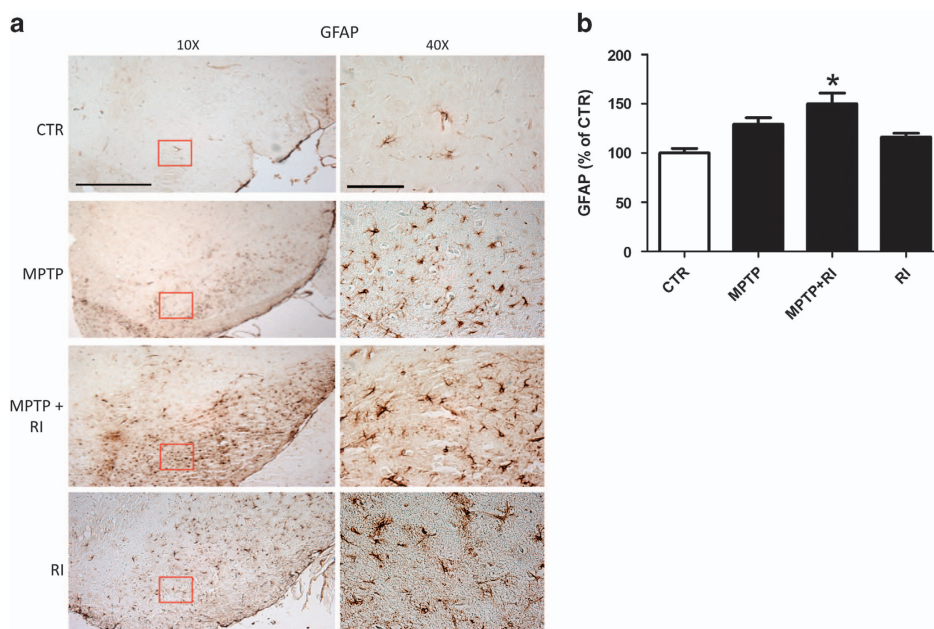 a
GFAP
10X
40X
CTR
MPTP
MPTP +
RI
RI
b
200
150
100
50
0
GFAP (% of CTR)
*
CTR
MPTP
MPTP+RI
RI